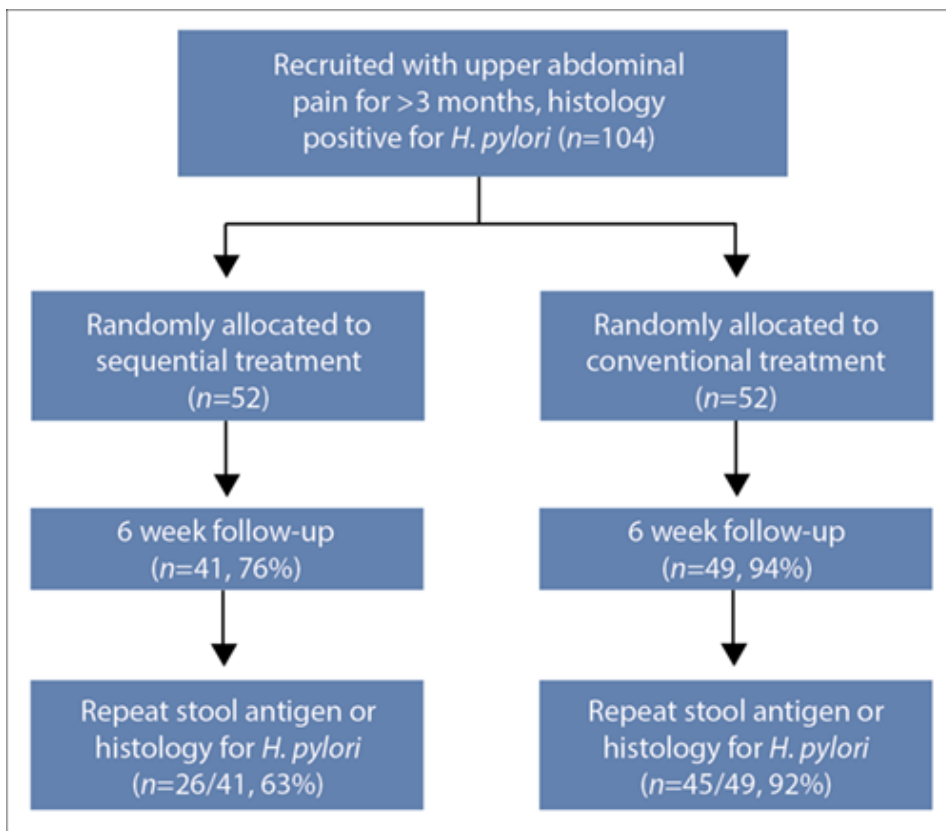 Recruited with upper abdominal
pain for >3 months, histology
positive for H. pylori (n=104)
Randomly allocated to
sequential treatment
(n=52)
Randomly allocated to
conventional treatment
(n=52)
6 week follow-up
(n=41, 76%)
6 week follow-up
(n=49, 94%)
Repeat stool antigen or
histology for H. pylori
(n=26/41, 63%)
Repeat stool antigen or
histology for H. pylori
(n=45/49, 92%)